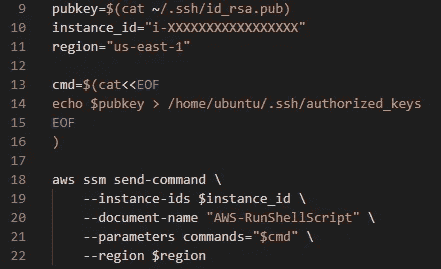 9 pubkey=$(cat ~/.ssh/id_rsa.pub)
10 instance_id="i-XXXXXXXXXXXXXXXXX"
11 region="us-east-1"
12
13 cmd=$(cat<<EOF
14 echo $pubkey > /home/ubuntu/.ssh/authorized_keys
15 EOF
16 )
17
18 aws ssm send-command \
19 --instance-ids $instance_id \
20 --document-name "AWS-RunShellScript" \
21 --parameters commands="$cmd" \
22 --region $region